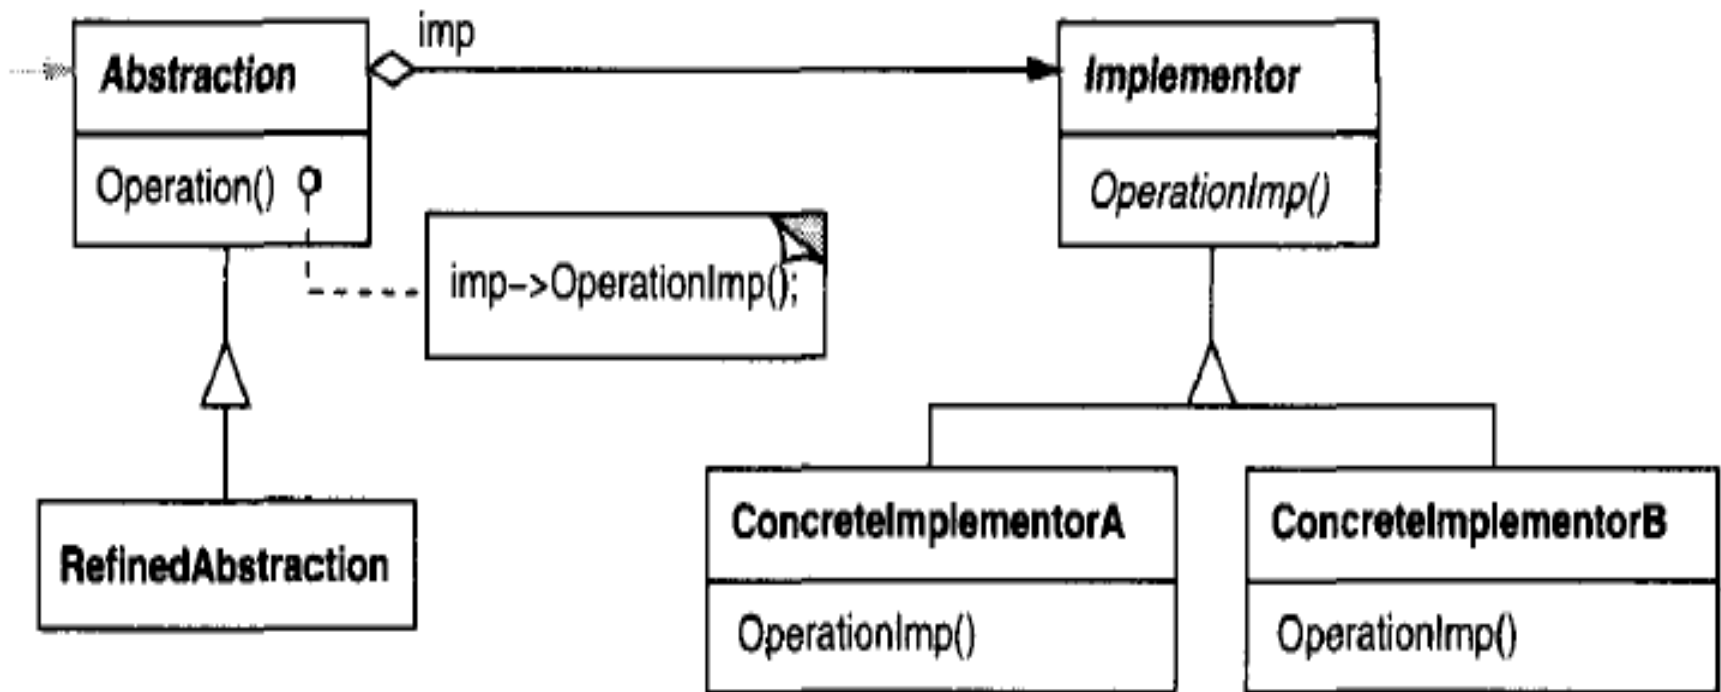 imp
Abstraction
Implementor
Operation()
OperationImp()
imp->OperationImp();
RefinedAbstraction
ConcreteImplementorA
ConcreteImplementorB
OperationImp()
OperationImp()